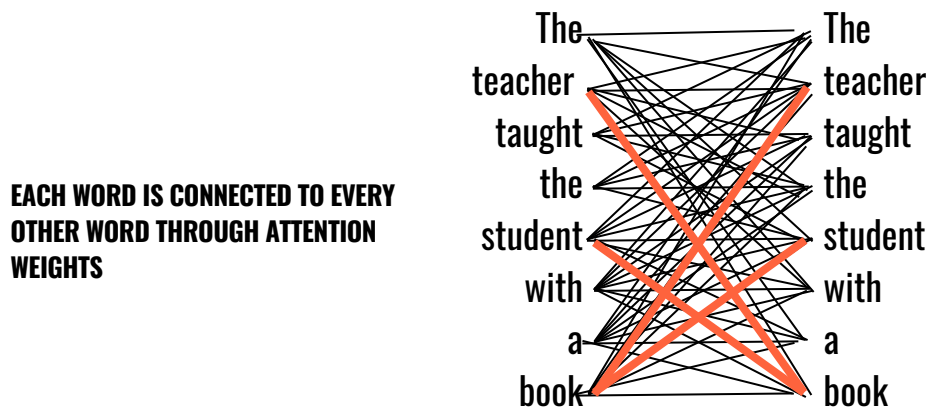 EACH WORD IS CONNECTED TO EVERY
OTHER WORD THROUGH ATTENTION
WEIGHTS
The
teacher
taught
the
student
with
a
book
The
teacher
taught
the
student
with
a
book